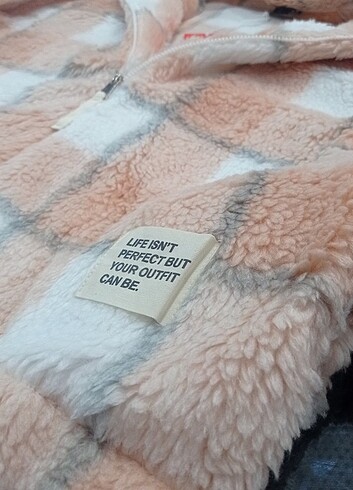 LIFE ISN'T
PERFECT BUT
YOUR OUTFIT
CAN BE.